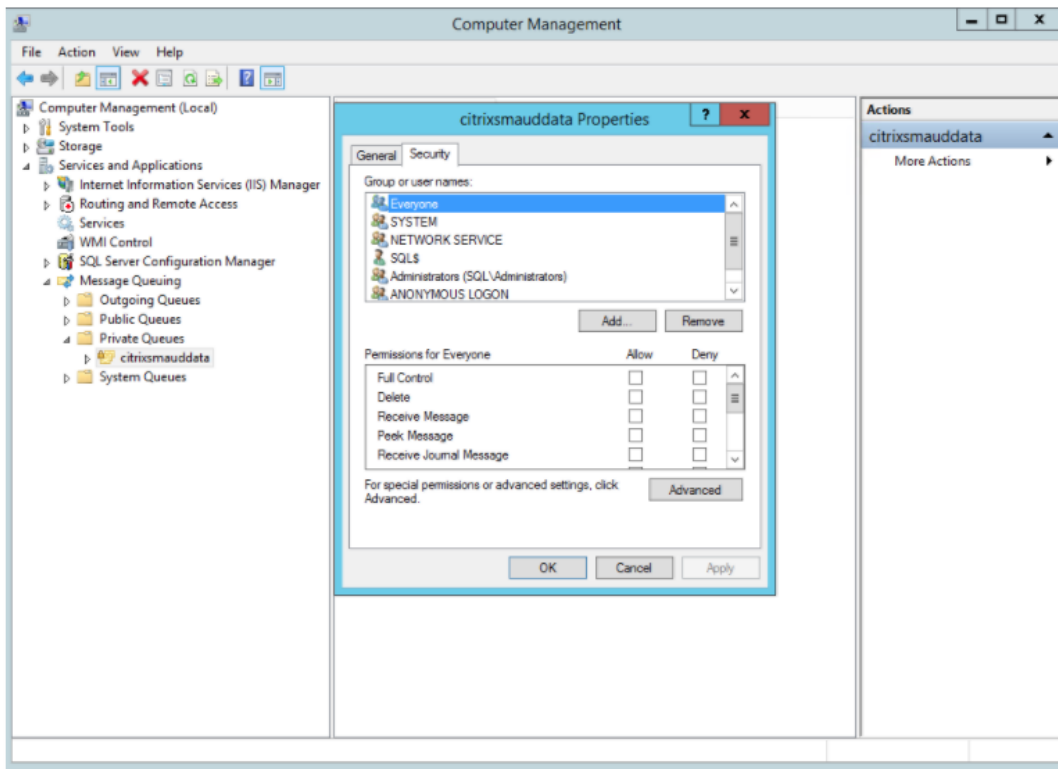 Computer Management
File Action View Help
Computer Management (Local)
System Tools
Storage
Services and Applications
Internet Information Services (IIS) Manager
Routing and Remote Access
Services
WMI Control
SQL Server Configuration Manager
Message Queuing
Outgoing Queues
Public Queues
Private Queues
citrixsmauddata
System Queues
citrixsmauddata Properties
General Security
Group or user names:
Everyone
SYSTEM
NETWORK SERVICE
SQL$
Administrators (SQL\Administrators)
ANONYMOUS LOGON
Add... Remove
Permissions for Everyone Allow Deny
Full Control
Delete
Receive Message
Peek Message
Receive Journal Message
For special permissions or advanced settings, click
Advanced.
Advanced
OK Cancel Apply
Actions
citrixsmauddata
More Actions